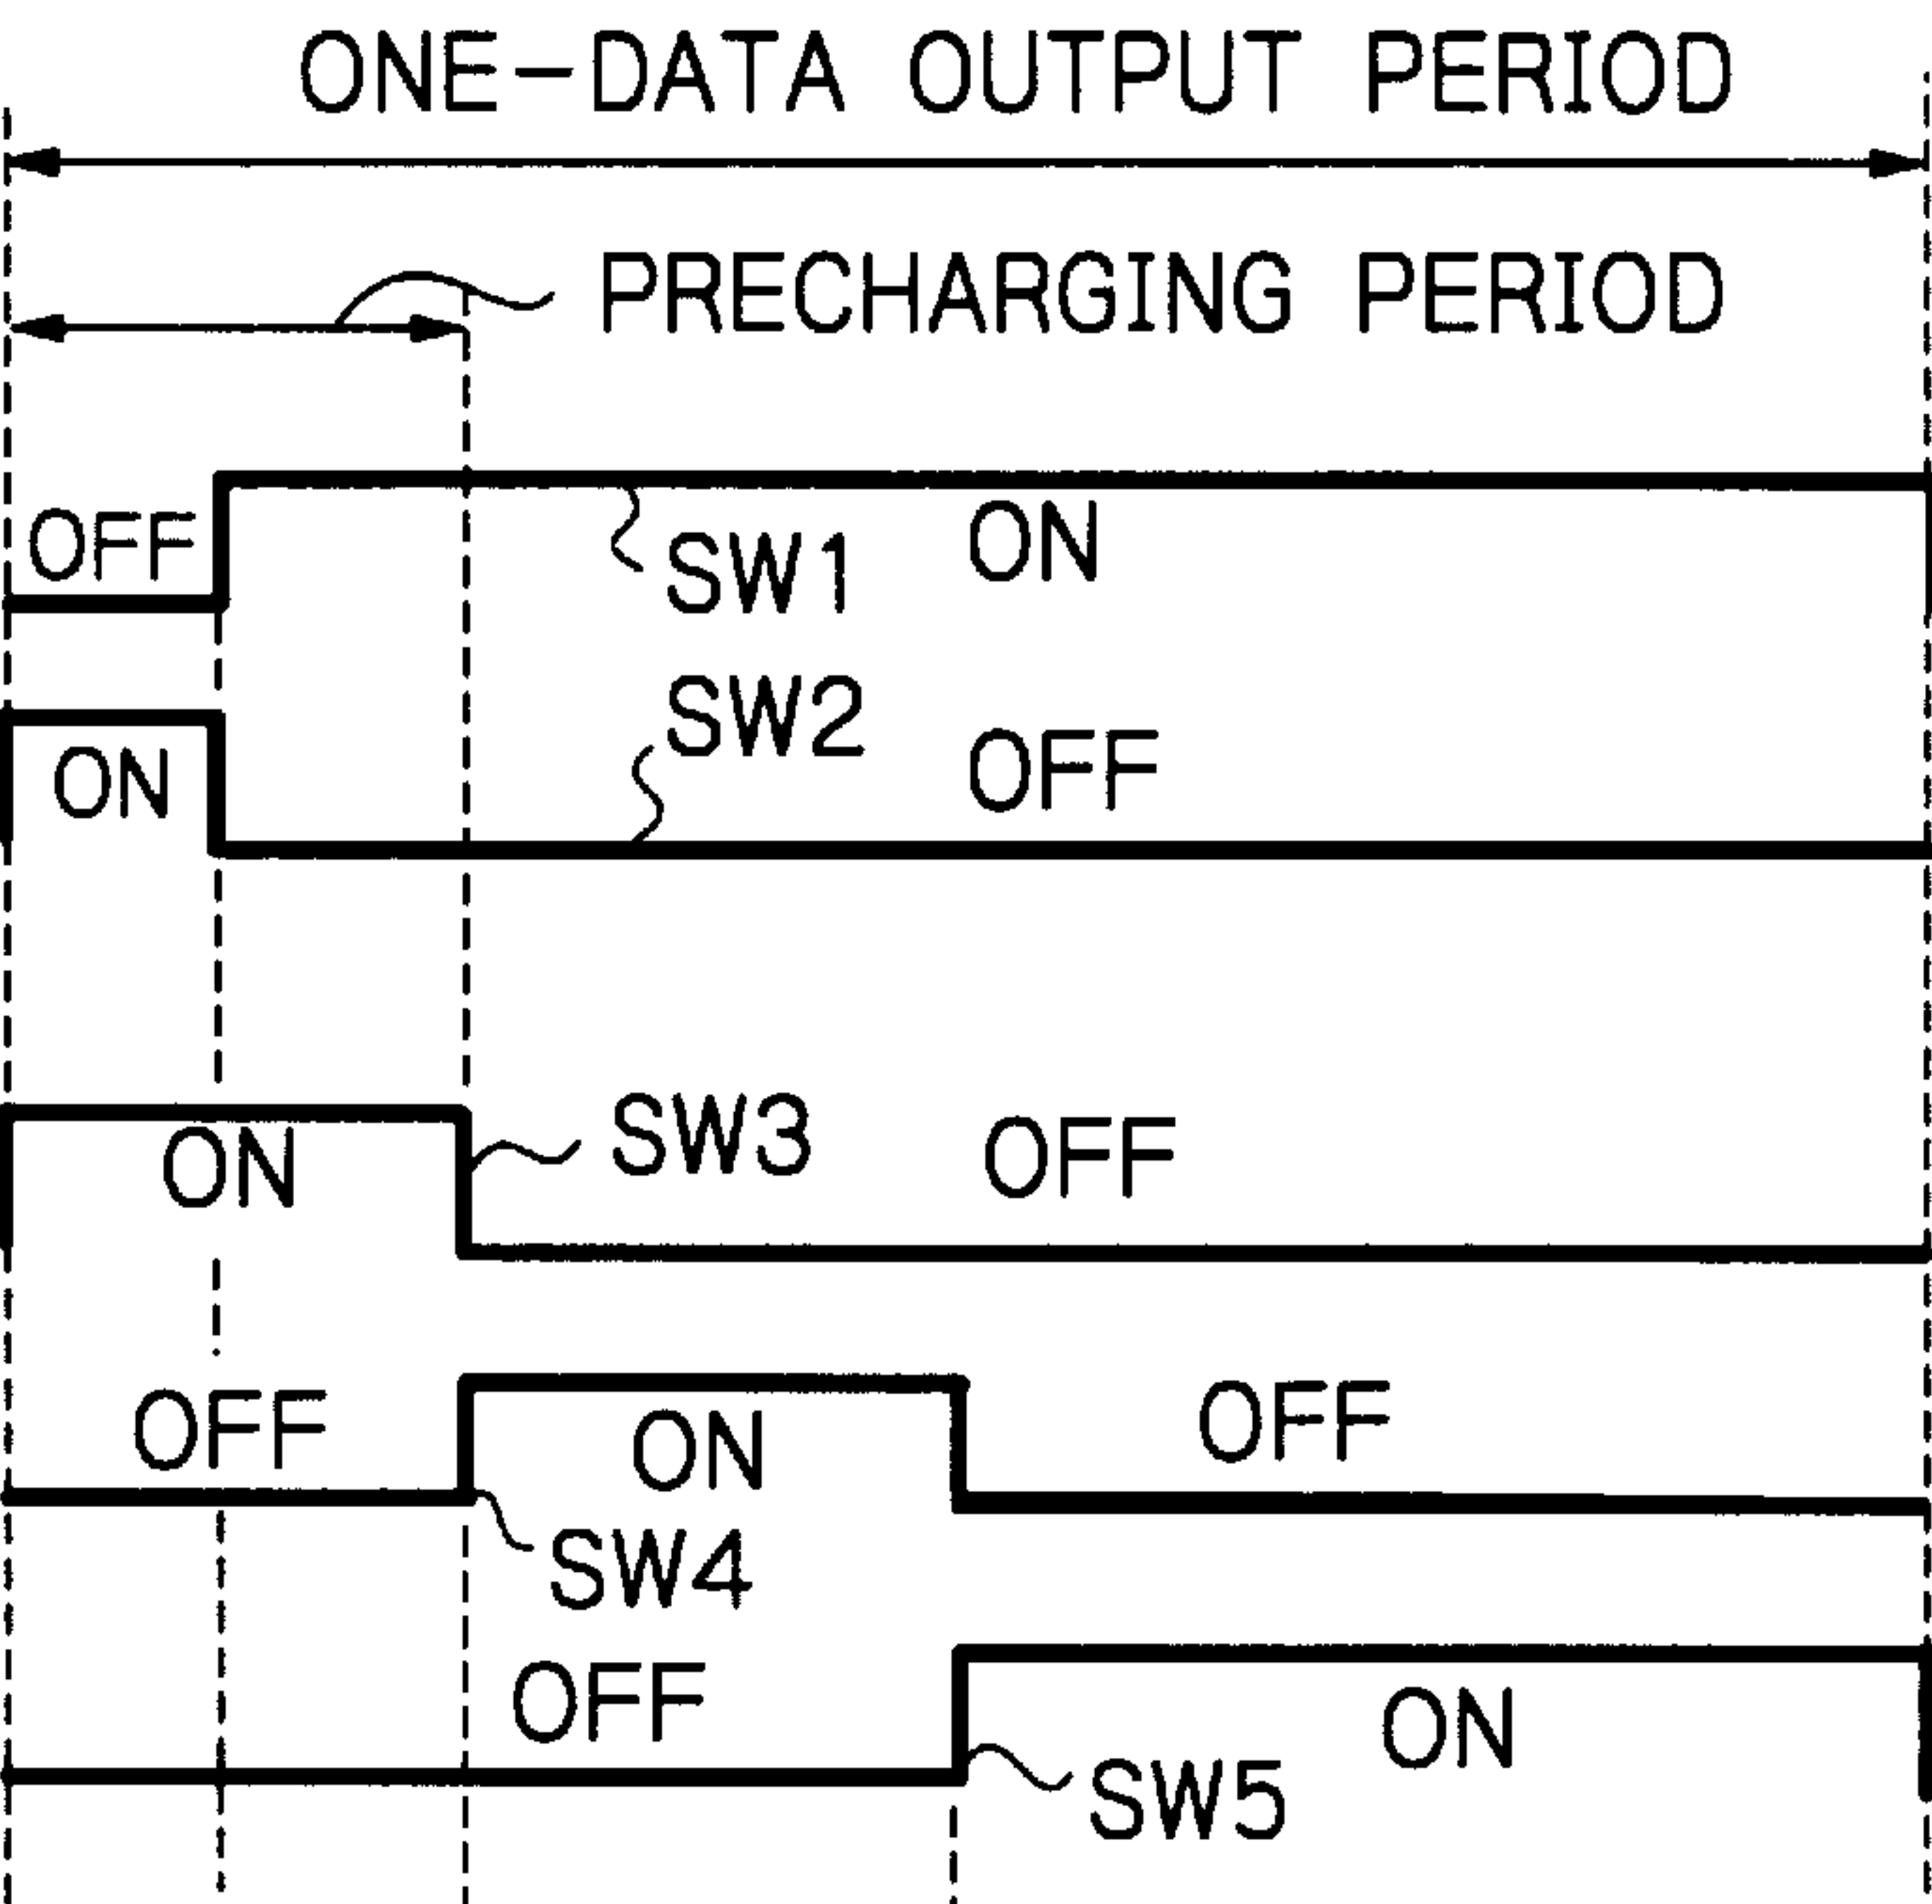 ONE-DATA OUTPUT PERIOD
PRECHARGING PERIOD
OFF
SW1
ON
ON
SW2
OFF
ON
SW3
OFF
OFF
ON
OFF
SW4
OFF
ON
SW5